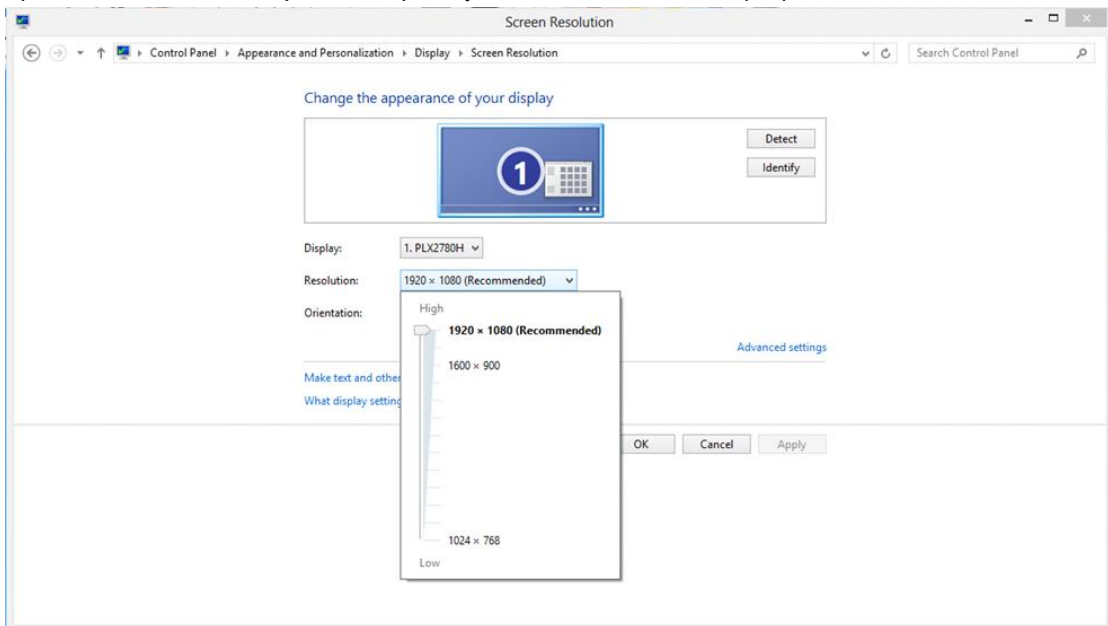 Screen Resolution
Control Panel Appearance and Personalization Display Screen Resolution
Search Control Panel
Change the appearance of your display
1
Detect
Identify
Display: 1. PLX2780H
Resolution: 1920 × 1080 (Recommended)
Orientation:
High
1920 × 1080 (Recommended)
1600 × 900
1024 × 768
Low
Advanced settings
Make text and other
What display setting
OK Cancel Apply